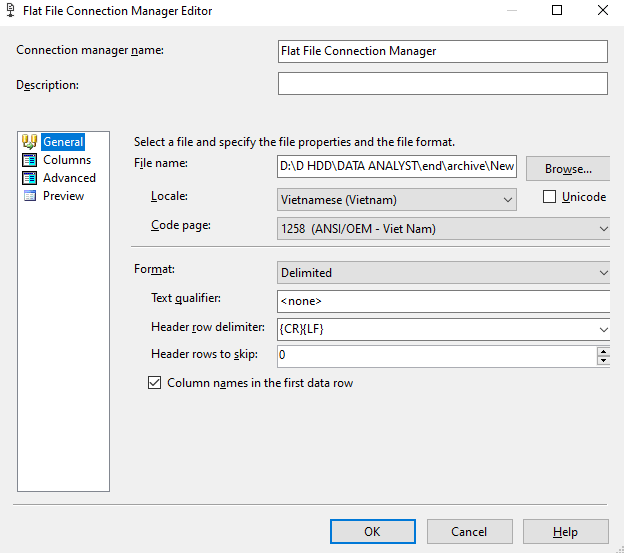 Flat File Connection Manager Editor
Connection manager name:
Flat File Connection Manager
Description:
General
Columns
Advanced
Preview
Select a file and specify the file properties and the file format.
File name:
D:\D HDD\DATA ANALYST\end\archive\New
Browse...
Locale:
Vietnamese (Vietnam)
Unicode
Code page:
1258 (ANSI/OEM - Viet Nam)
Format:
Delimited
Text qualifier:
<none>
Header row delimiter:
{CR}{LF}
Header rows to skip:
0
Column names in the first data row
OK
Cancel
Help